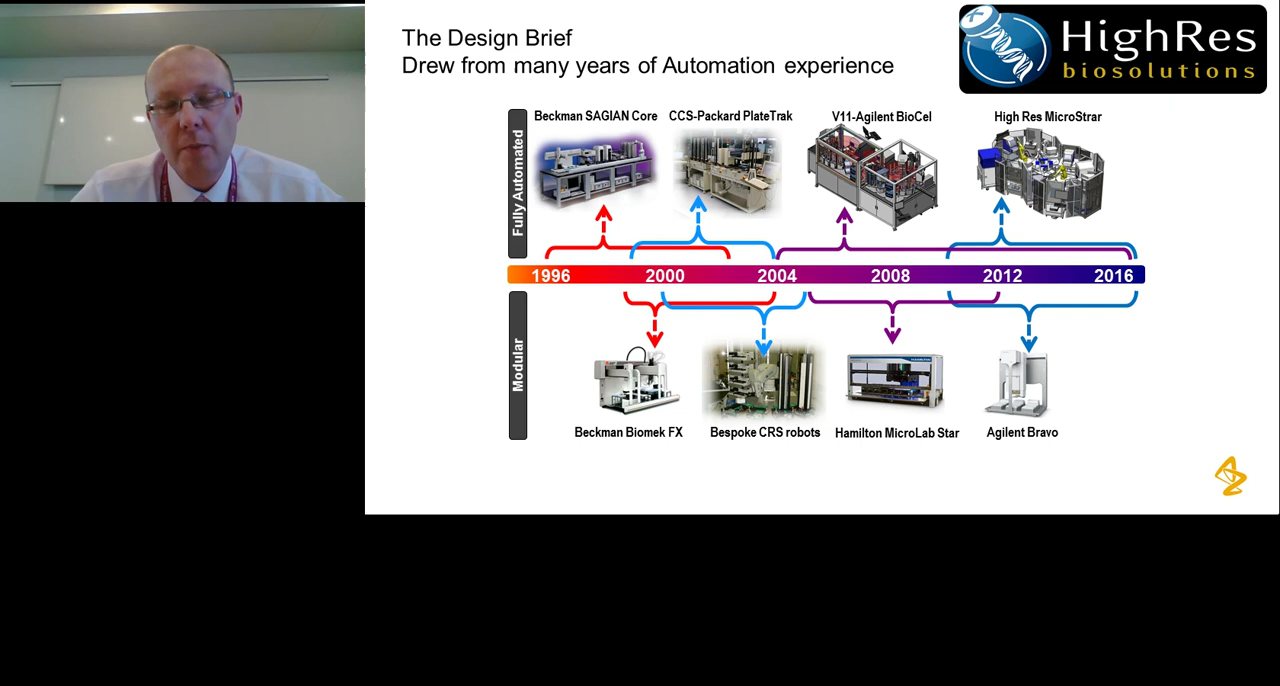 The Design Brief
Drew from many years of Automation experience
HighRes
biosolutions
Fully Automated
Beckman SAGIAN Core
CCS-Packard PlateTrak
V11-Agilent BioCel
High Res MicroStrar
1996 2000 2004 2008 2012 2016
Modular
Beckman Biomek FX
Bespoke CRS robots
Hamilton MicroLab Star
Agilent Bravo